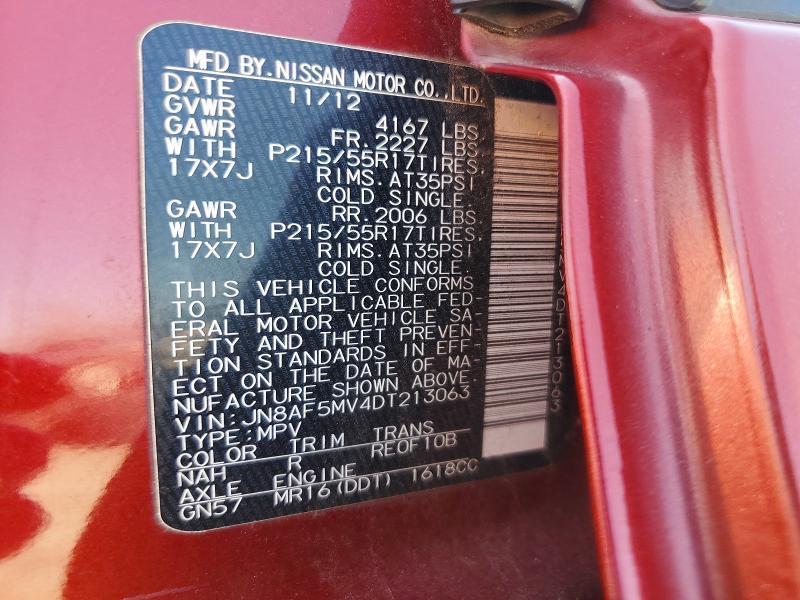 MFD BY.NISSAN MOTOR CO.,LTD.
DATE 11/12
GVWR 4167 LBS
GAWR FR. 2227 LBS
WITH P215/55R17TIRES,
17X7J RIMS. AT35PSI
COLD SINGLE.
GAWR RR. 2006 LBS
WITH P215/55R17TIRES,
17X7J RIMS. AT35PSI
COLD SINGLE.
THIS VEHICLE CONFORMS
TO ALL APPLICABLE FED-
ERAL MOTOR VEHICLE SA-
FETY AND THEFT PREVEN-
TION STANDARDS IN EFF-
ECT ON THE DATE OF MA-
NUFACTURE SHOWN ABOVE.
VIN:JN8AF5MV4DT213063
TYPE:MPV
COLOR TRIM TRANS
NAH R RE0F10B
AXLE ENGINE
GN57 MR16(DDT) 1618CC